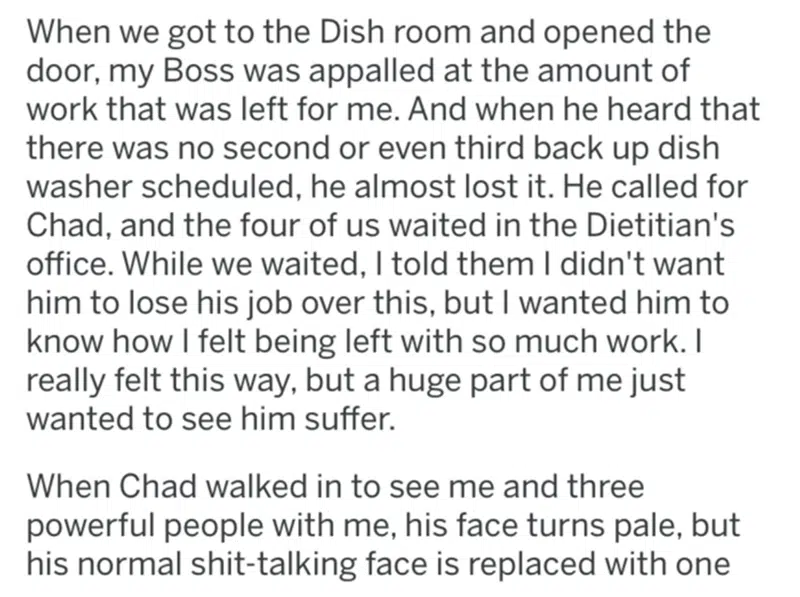 When we got to the Dish room and opened the
door, my Boss was appalled at the amount of
work that was left for me. And when he heard that
there was no second or even third back up dish
washer scheduled, he almost lost it. He called for
Chad, and the four of us waited in the Dietitian's
office. While we waited, I told them I didn't want
him to lose his job over this, but I wanted him to
know how I felt being left with so much work. I
really felt this way, but a huge part of me just
wanted to see him suffer.
When Chad walked in to see me and three
powerful people with me, his face turns pale, but
his normal shit-talking face is replaced with one